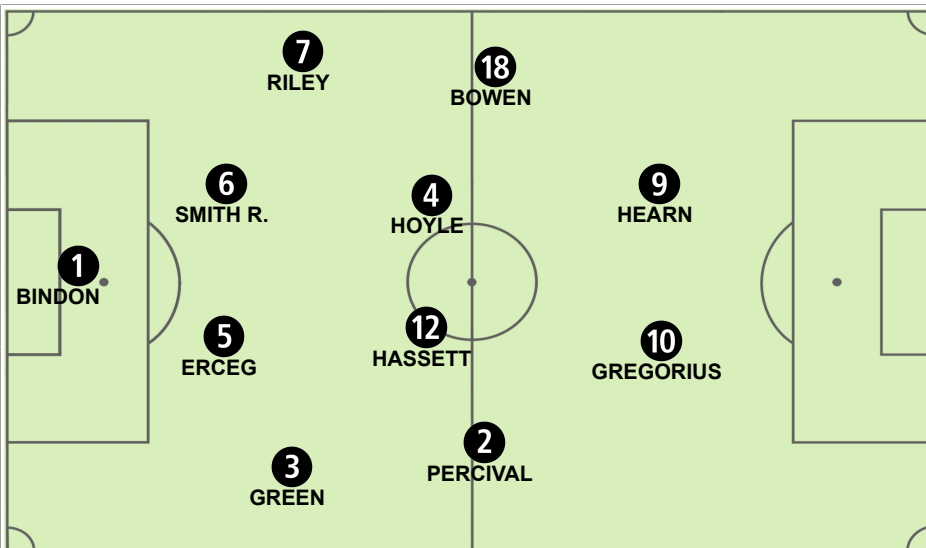 7
RILEY
18
BOWEN
6
SMITH R.
4
HOYLE
9
HEARN
1
BINDON
5
ERCEG
12
HASSETT
10
GREGORIUS
3
GREEN
2
PERCIVAL